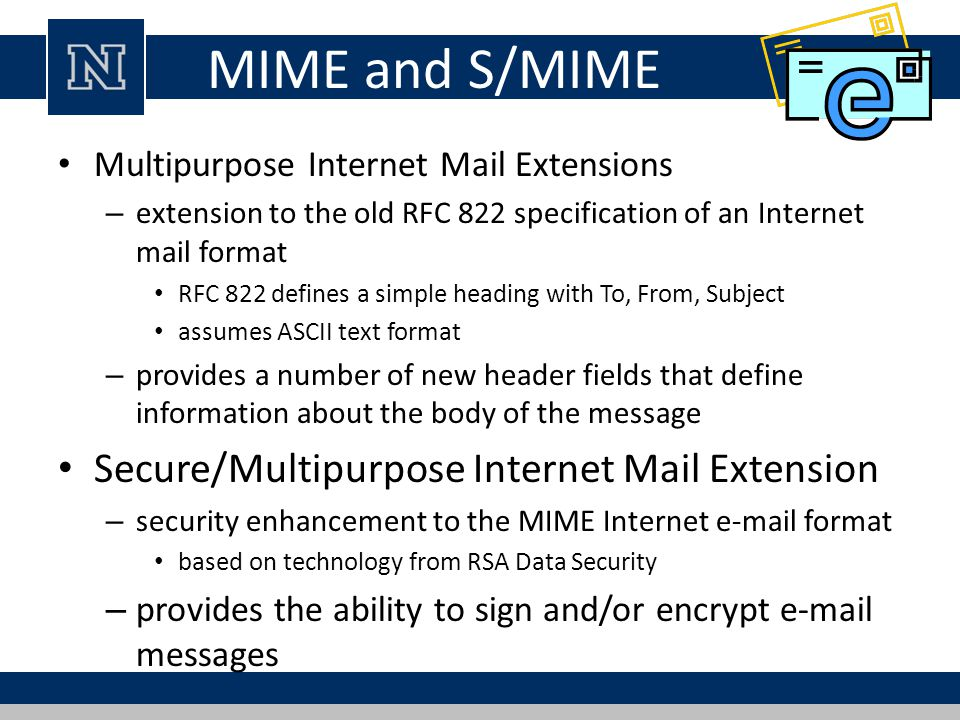 N
MIME and S/MIME
e
• Multipurpose Internet Mail Extensions
– extension to the old RFC 822 specification of an Internet
mail format
• RFC 822 defines a simple heading with To, From, Subject
• assumes ASCII text format
– provides a number of new header fields that define
information about the body of the message
• Secure/Multipurpose Internet Mail Extension
– security enhancement to the MIME Internet e-mail format
• based on technology from RSA Data Security
– provides the ability to sign and/or encrypt e-mail
messages